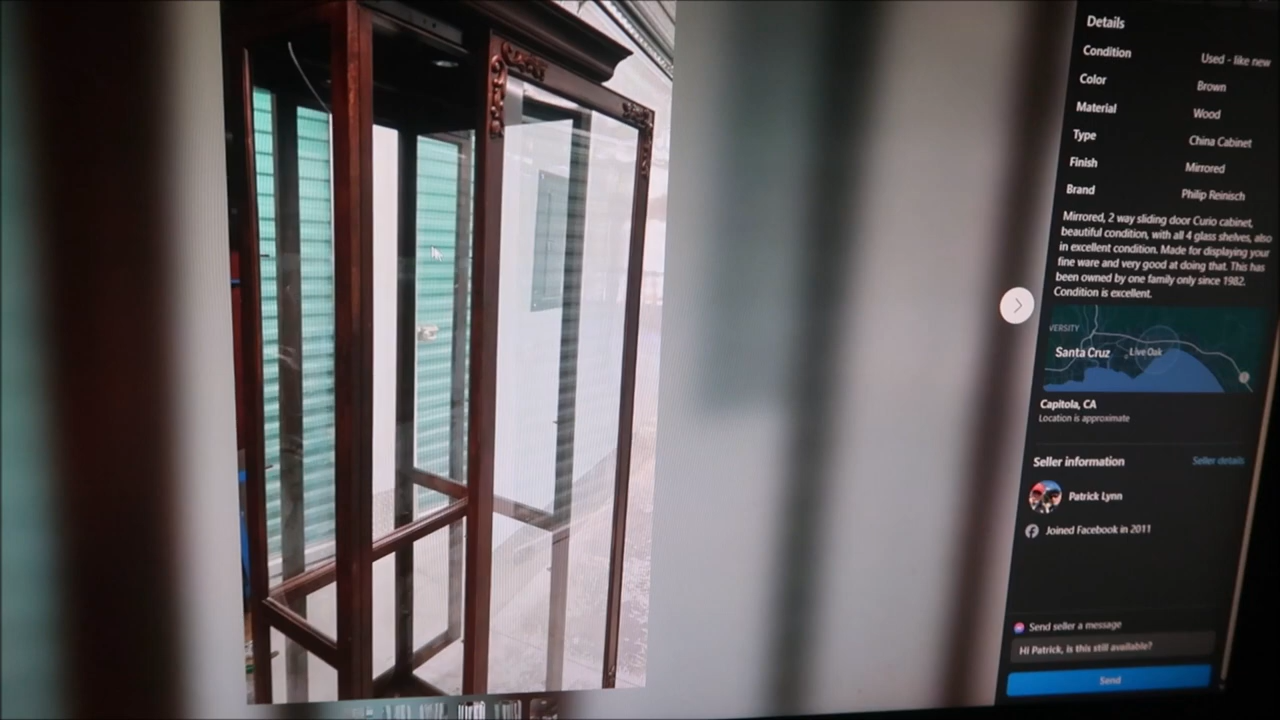 Details
Condition Used - like new
Color Brown
Material Wood
Type China Cabinet
Finish Mirrored
Brand Philip Reinisch
Mirrored, 2 way sliding door Curio cabinet,
beautiful condition, with all 4 glass shelves, also
in excellent condition. Made for displaying your
fine ware and very good at doing that. This has
been owned by one family only since 1982.
Condition is excellent.
VERSITY
Santa Cruz Live Oak
Capitola, CA
Location is approximate
Seller information Seller details
Patrick Lynn
Joined Facebook in 2011
Send seller a message
Hi Patrick, is this still available?
Send